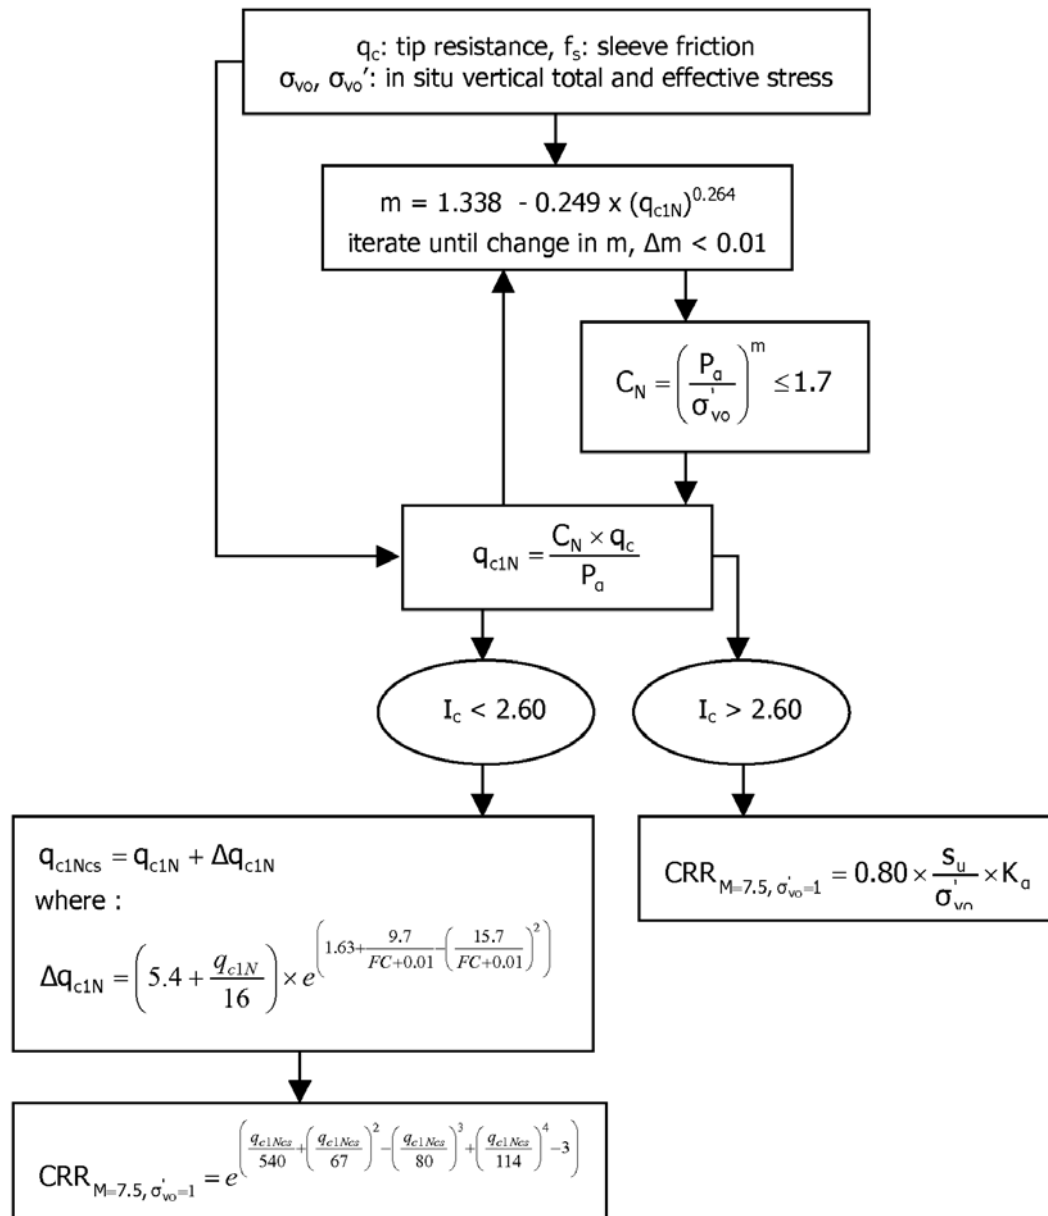 q_c: tip resistance, f_s: sleeve friction
σ_vo, σ_vo′: in situ vertical total and effective stress
m = 1.338 - 0.249 x (q_c1N)^0.264
iterate until change in m, Δm < 0.01
C_N = (P_a / σ'_vo)^m ≤ 1.7
q_c1N = (C_N × q_c) / P_a
I_c < 2.60
I_c > 2.60
q_c1Ncs = q_c1N + Δq_c1N
where :
Δq_c1N = (5.4 + q_c1N/16) × e^(1.63 + 9.7/(FC+0.01) - (15.7/(FC+0.01))^2)
CRR_M=7.5, σ'vo=1 = 0.80 × s_u/σ'_vo × K_α
CRR_M=7.5, σ'vo=1 = e^(q_c1Ncs/540 + (q_c1Ncs/67)^2 - (q_c1Ncs/80)^3 + (q_c1Ncs/114)^4 - 3)